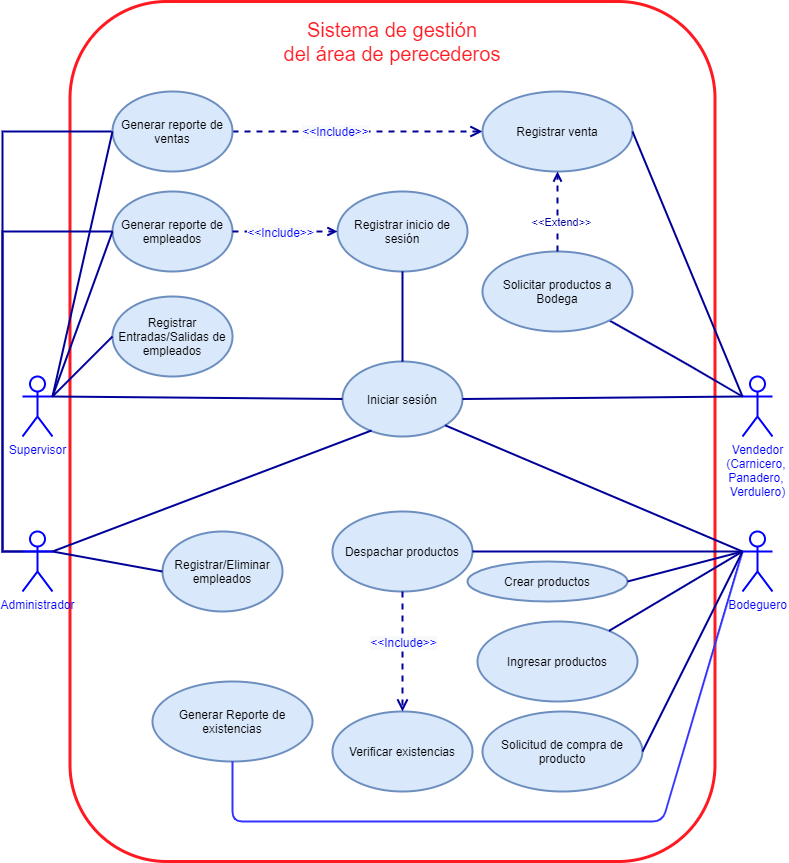 Sistema de gestión
del área de perecederos
Generar reporte de
ventas
<<Include>>
Registrar venta
Generar reporte de
empleados
<<Include>>
Registrar inicio de
sesión
<<Extend>>
Solicitar productos a
Bodega
Registrar
Entradas/Salidas de
empleados
Iniciar sesión
Supervisor
Vendedor
(Carnicero,
Panadero,
Verdulero)
Registrar/Eliminar
empleados
Despachar productos
Crear productos
Administrador
Bodeguero
<<Include>>
Ingresar productos
Generar Reporte de
existencias
Verificar existencias
Solicitud de compra de
producto